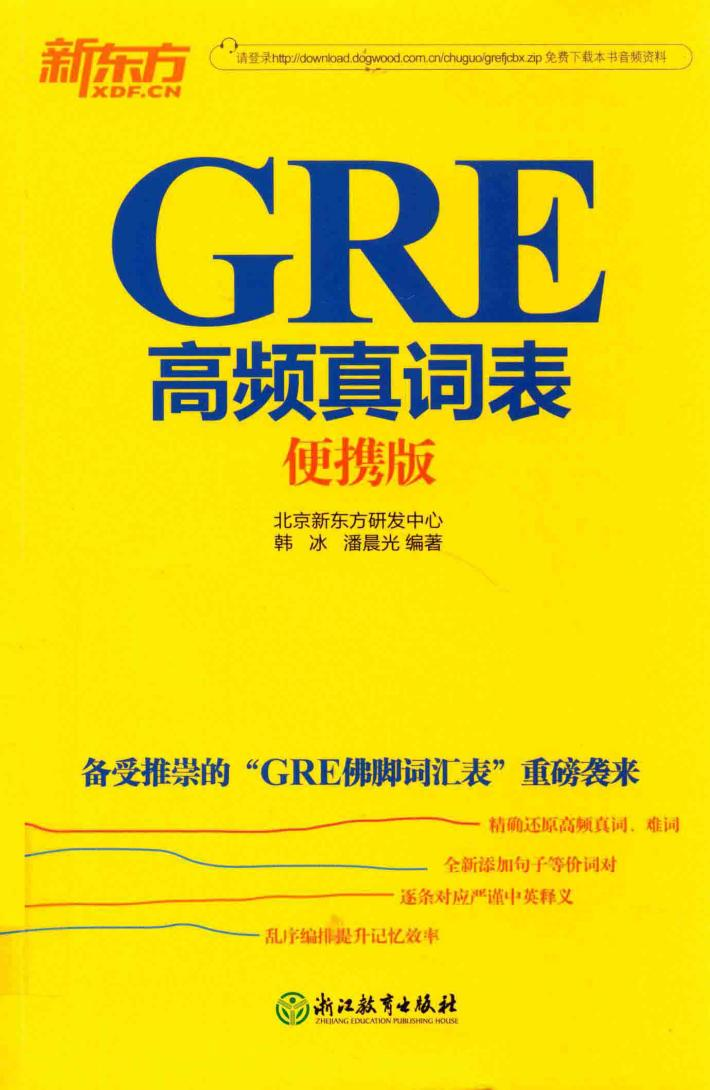 新东方
XDF.CN
请登录http://download.dogwood.com.cn/chuguo/grefjcbx.zip 免费下载本书音频资料
GRE
高频真词表
便携版
北京新东方研发中心
韩 冰 潘晨光 编著
备受推崇的“GRE佛脚词汇表”重磅袭来
精确还原高频真词、难词
全新添加句子等价词对
逐条对应严谨中英释义
乱序编排提升记忆效率
浙江教育出版社
ZHEJIANG EDUCATION PUBLISHING HOUSE